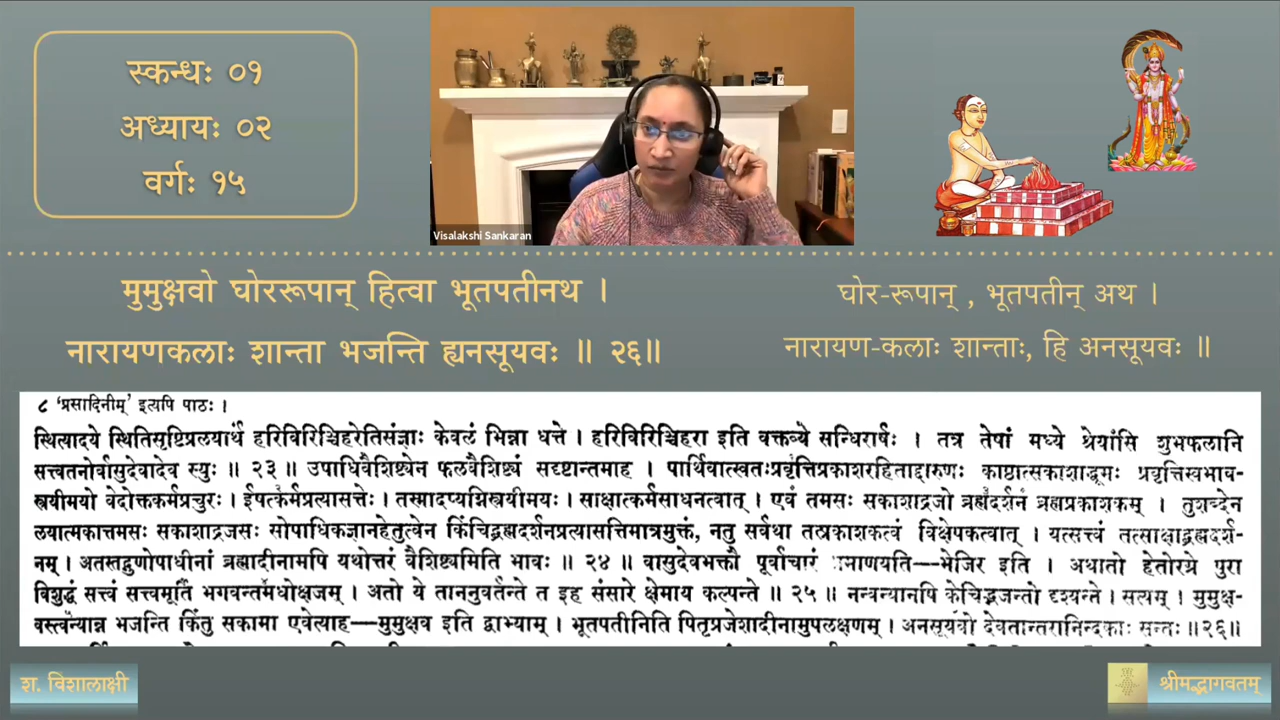 स्कन्धः ०१
अध्यायः ०२
वर्गः १५
Visalakshi Sankaran
मुमुक्षवो घोररूपान् हित्वा भूतपतीनथ ।
नारायणकलाः शान्ता भजन्ति ह्यनसूयवः ॥ २६॥
घोर-रूपान् , भूतपतीन् अथ ।
नारायण-कलाः शान्ताः, हि अनसूयवः ॥
८ 'प्रसादिनीम्' इत्यपि पाठः ।
स्थित्यादये स्थितिसृष्टिप्रलयार्थं हरिविरिञ्चिहरेतिसंज्ञाः केवलं भिन्ना धत्ते । हरिविरिञ्चिहरा इति वक्तव्ये सन्धिरार्षः । तत्र तेषां मध्ये श्रेयांसि शुभफलानि
सत्त्वतनोर्वासुदेवादेव स्युः ॥ २३ ॥ उपाधिवैशिष्ट्येन फलवैशिष्ट्यं सदृष्टान्तमाह । पार्थिवात्स्वतःप्रवृत्तिप्रकाशरहिताद्दारुणः काष्ठात्सकाशाद्धूमः प्रवृत्तिस्वभाव-
स्त्रयीमयो वेदोक्तकर्मप्रचुरः । ईषत्कर्मप्रत्यासत्तेः । तस्मादप्यग्निस्त्रयीमयः । साक्षात्कर्मसाधनत्वात् । एवं तमसः सकाशाद्रजो ब्रह्मदर्शनं ब्रह्मप्रकाशकम् । तुशब्देन
लयात्मकात्तमसः सकाशाद्रजसः सोपाधिकज्ञानहेतुत्वेन किंचिद्ब्रह्मदर्शनप्रत्यासत्तिमात्रमुक्तं, नतु सर्वथा तत्प्रकाशकत्वं विक्षेपकत्वात् । यत्सत्त्वं तत्साक्षाद्ब्रह्मदर्श-
नम् । अतस्तद्गुणोपाधीनां ब्रह्मादीनामपि यथोत्तरं वैशिष्ट्यमिति भावः ॥ २४ ॥ वासुदेवभक्तौ पूर्वाचारं प्रमाणयति—भेजिर इति । अथातो हेतोरग्रे पुरा
विशुद्धं सत्त्वं सत्त्वमूर्तिं भगवन्तमधोक्षजम् । अतो ये ताननुवर्तन्ते त इह संसारे क्षेमाय कल्पन्ते ॥ २५ ॥ नन्वन्यानपि केचिद्भजन्तो दृश्यन्ते । सत्यम् । मुमुक्ष-
वस्त्वन्यान्न भजन्ति किंतु सकामा एवेत्याह—मुमुक्षव इति द्वाभ्याम् । भूतपतीनिति पितृप्रजेशादीनामुपलक्षणम् । अनसूयवो देवतान्तरानिन्दकाः सन्तः ॥२६॥
श. विशालाक्षी
श्रीमद्भागवतम्